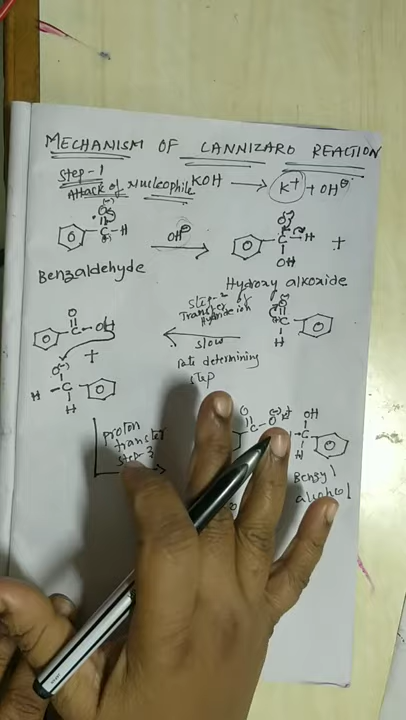 MECHANISM OF CANNIZARO REACTION
Step-1
Attack of Nucleophile KOH → K+ + OH⊖
O
C-H
OH⊖
O
C-H
OH
+
Benzaldehyde
Hydroxy alkoxide
Step-2
Transfer of
Hydride ion
slow
rate determining
step
O
C
H
O
C-OH
+
O(-)
H-C
H
Proton
transfer
step-3
O
C-O(-)K+
OH
C
H
Benzyl
alcohol